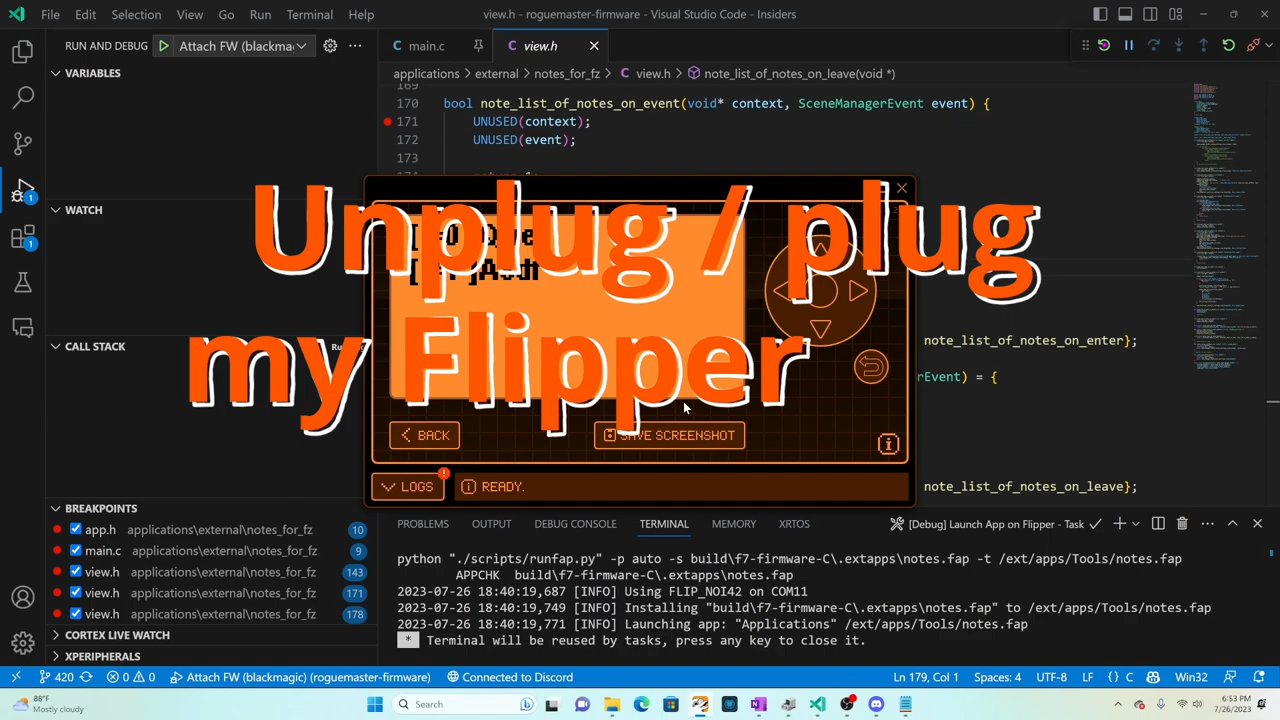 File Edit Selection View Go Run Terminal Help
view.h - roguemaster-firmware - Visual Studio Code - Insiders
RUN AND DEBUG Attach FW (blackma
main.c view.h
VARIABLES
applications > external > notes_for_fz > view.h > note_list_of_notes_on_leave(void *)
169
170 bool note_list_of_notes_on_event(void* context, SceneManagerEvent event) {
171 UNUSED(context);
172 UNUSED(event);
173
WATCH
Unplug / plug
my Flipper
list_of_notes_on_enter},
CALL STACK
rEvent) = {
BACK
SAVE SCREENSHOT
LOGS
READY.
note_list_of_notes_on_leave};
BREAKPOINTS
app.h applications\external\notes_for_fz 10
main.c applications\external\notes_for_fz 9
view.h applications\external\notes_for_fz 143
view.h applications\external\notes_for_fz 171
view.h applications\external\notes_for_fz 178
CORTEX LIVE WATCH
XPERIPHERALS
PROBLEMS OUTPUT DEBUG CONSOLE TERMINAL MEMORY XRTOS
[Debug] Launch App on Flipper - Task
python "./scripts/runfap.py" -p auto -s build\f7-firmware-C\.extapps\notes.fap -t /ext/apps/Tools/notes.fap
APPCHK build\f7-firmware-C\.extapps\notes.fap
2023-07-26 18:40:19,687 [INFO] Using FLIP_NOI42 on COM11
2023-07-26 18:40:19,749 [INFO] Installing "build\f7-firmware-C\.extapps\notes.fap" to /ext/apps/Tools/notes.fap
2023-07-26 18:40:19,771 [INFO] Launching app: "Applications" /ext/apps/Tools/notes.fap
* Terminal will be reused by tasks, press any key to close it.
420 0 0 Attach FW (blackmagic) (roguemaster-firmware) Connected to Discord
Ln 179, Col 1 Spaces: 4 UTF-8 LF {} C Win32
88°F
Mostly cloudy
Search
6:53 PM
7/26/2023